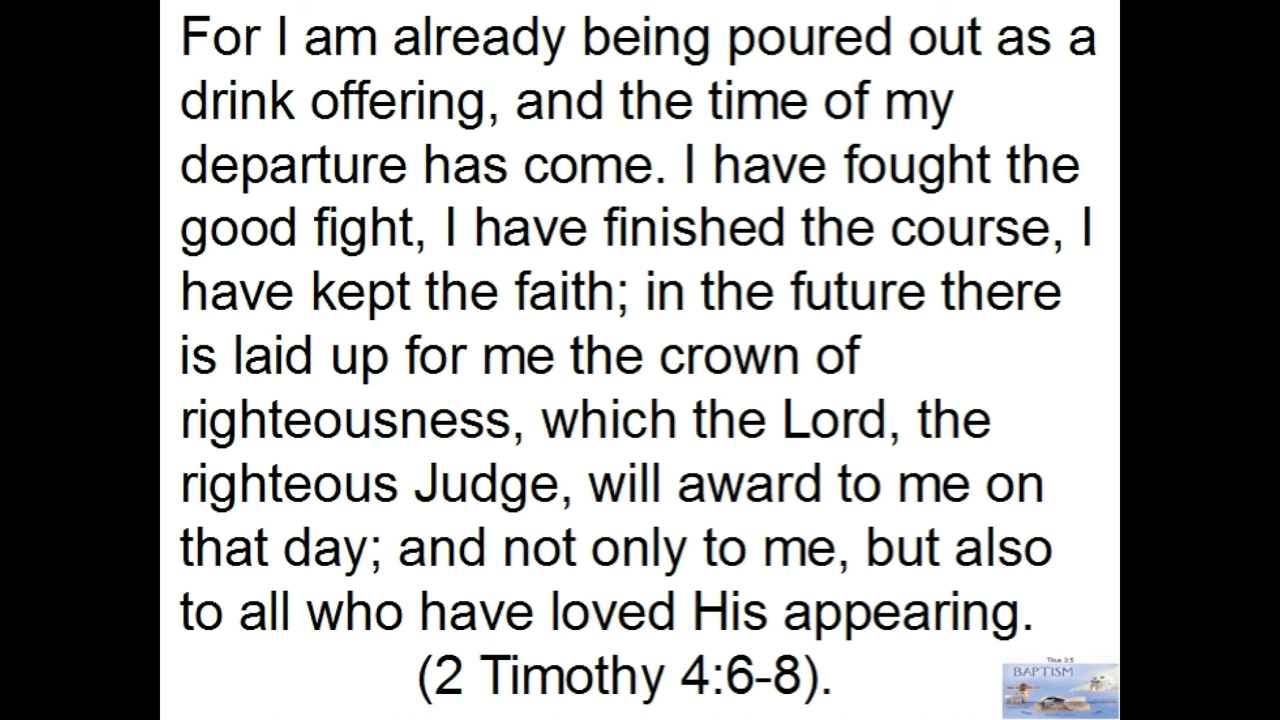 For I am already being poured out as a
drink offering, and the time of my
departure has come. I have fought the
good fight, I have finished the course, I
have kept the faith; in the future there
is laid up for me the crown of
righteousness, which the Lord, the
righteous Judge, will award to me on
that day; and not only to me, but also
to all who have loved His appearing.
(2 Timothy 4:6-8).
Titus 3:5
BAPTISM